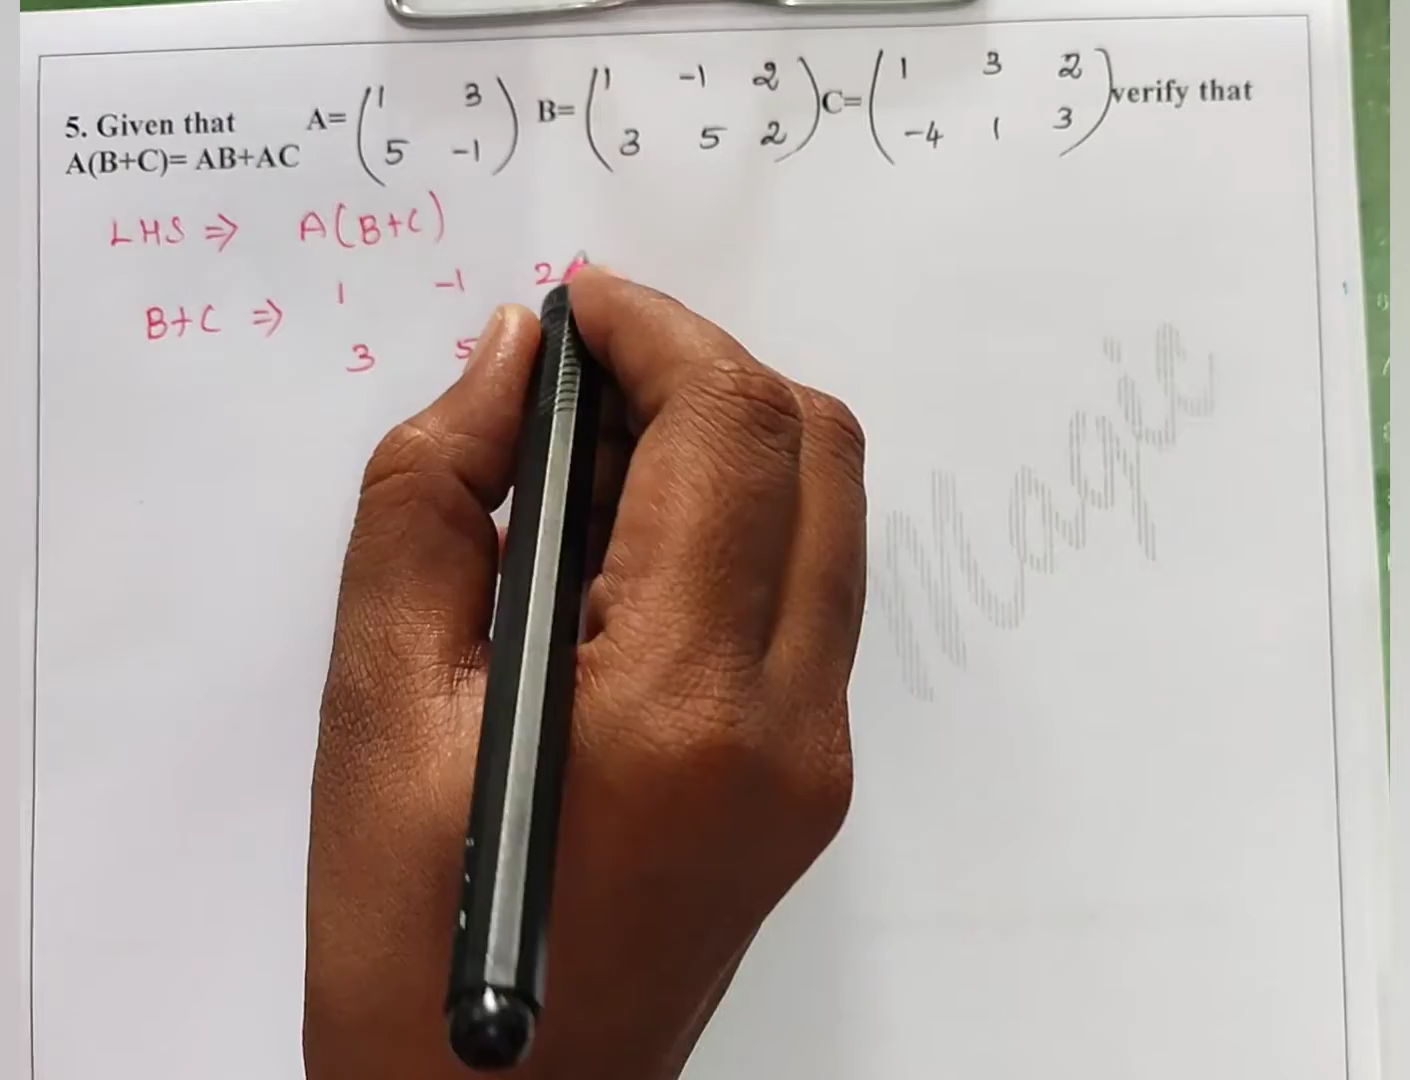 5. Given that A= ( 1 3 ) B= ( 1 -1 2 ) C= ( 1 3 2 ) verify that
( 5 -1 ) ( 3 5 2 ) ( -4 1 3 )
A(B+C)= AB+AC
LHS ⇒ A(B+C)
B+C ⇒ 1 -1 2
3 5
Magic